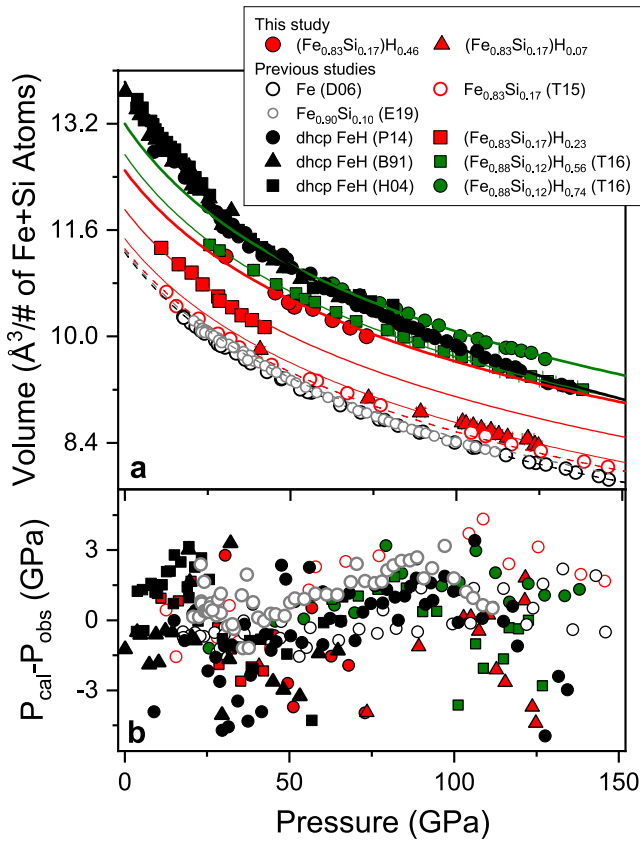 This study
(Fe0.83Si0.17)H0.46 (Fe0.83Si0.17)H0.07
Previous studies
Fe (D06) Fe0.83Si0.17 (T15)
Fe0.90Si0.10 (E19)
dhcp FeH (P14) (Fe0.83Si0.17)H0.23
dhcp FeH (B91) (Fe0.88Si0.12)H0.56 (T16)
dhcp FeH (H04) (Fe0.88Si0.12)H0.74 (T16)
Volume (Å³/# of Fe+Si Atoms)
13.2
11.6
10.0
8.4
a
Pcal-Pobs (GPa)
3
0
-3
b
0 50 100 150
Pressure (GPa)